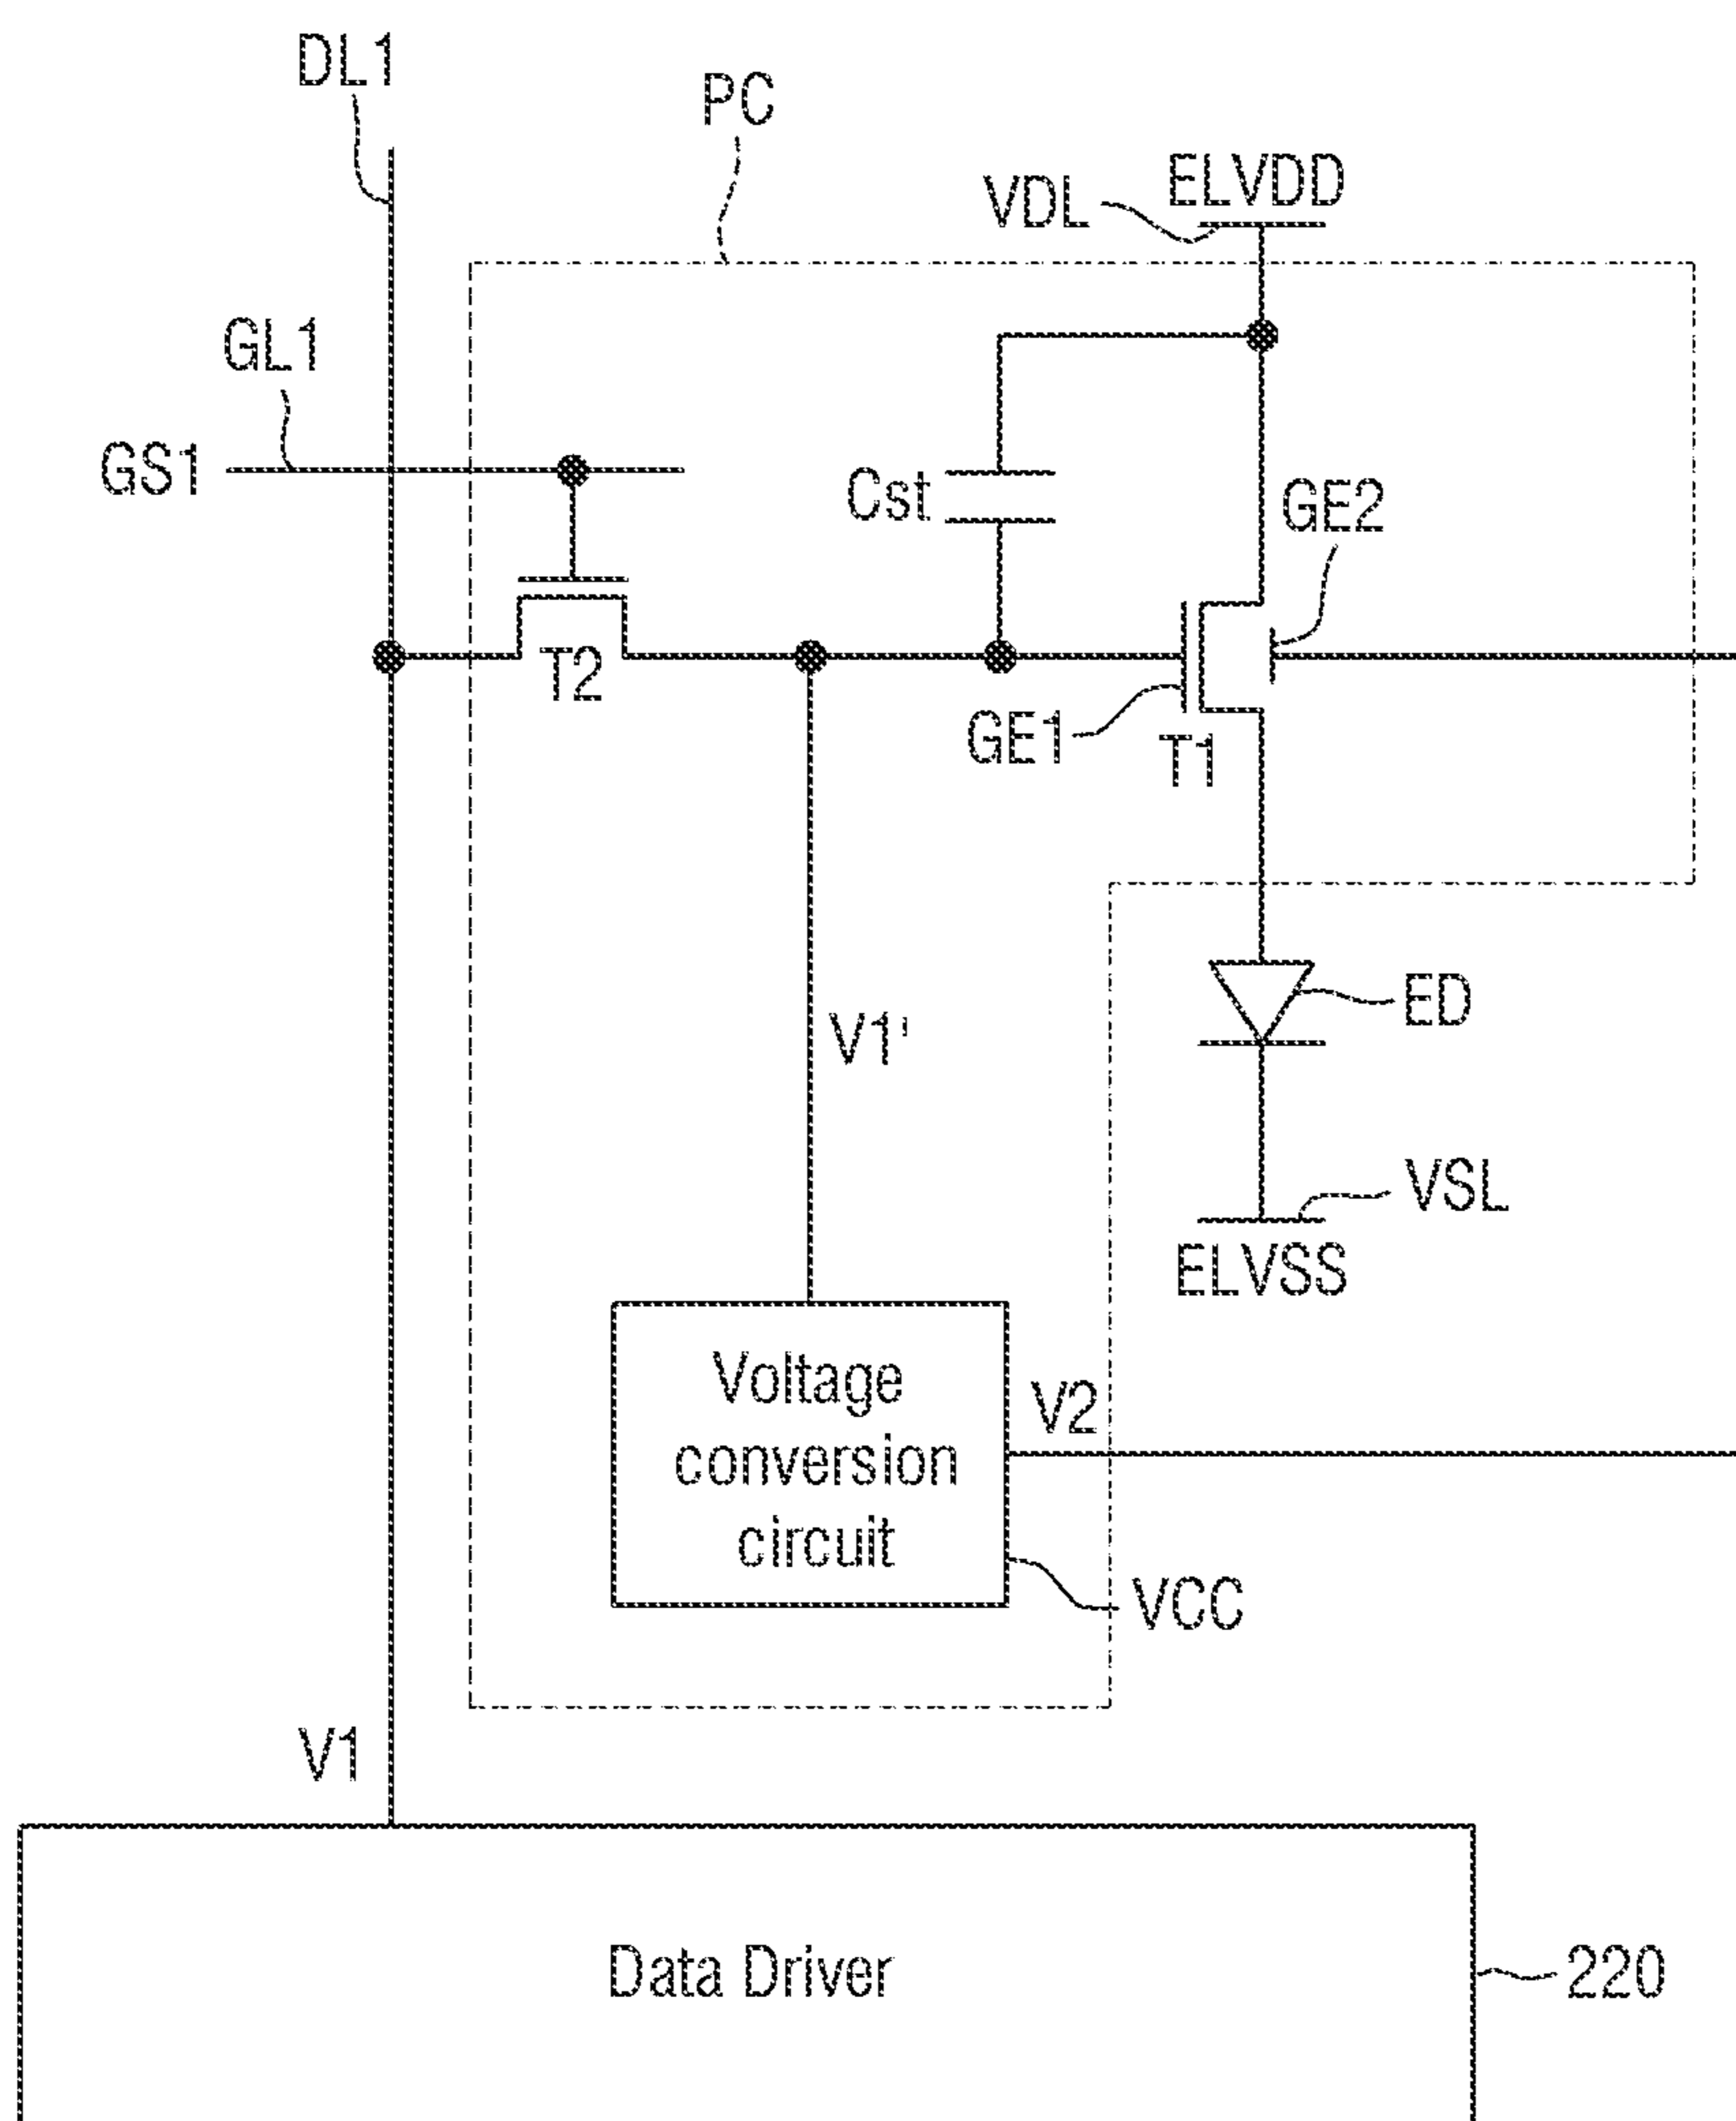 DL1
PC
ELVDD
VDL
GL1
GS1
Cst
GE2
T2
GE1
T1
ED
V1'
VSL
ELVSS
Voltage
conversion
circuit
V2
VCC
V1
Data Driver
220